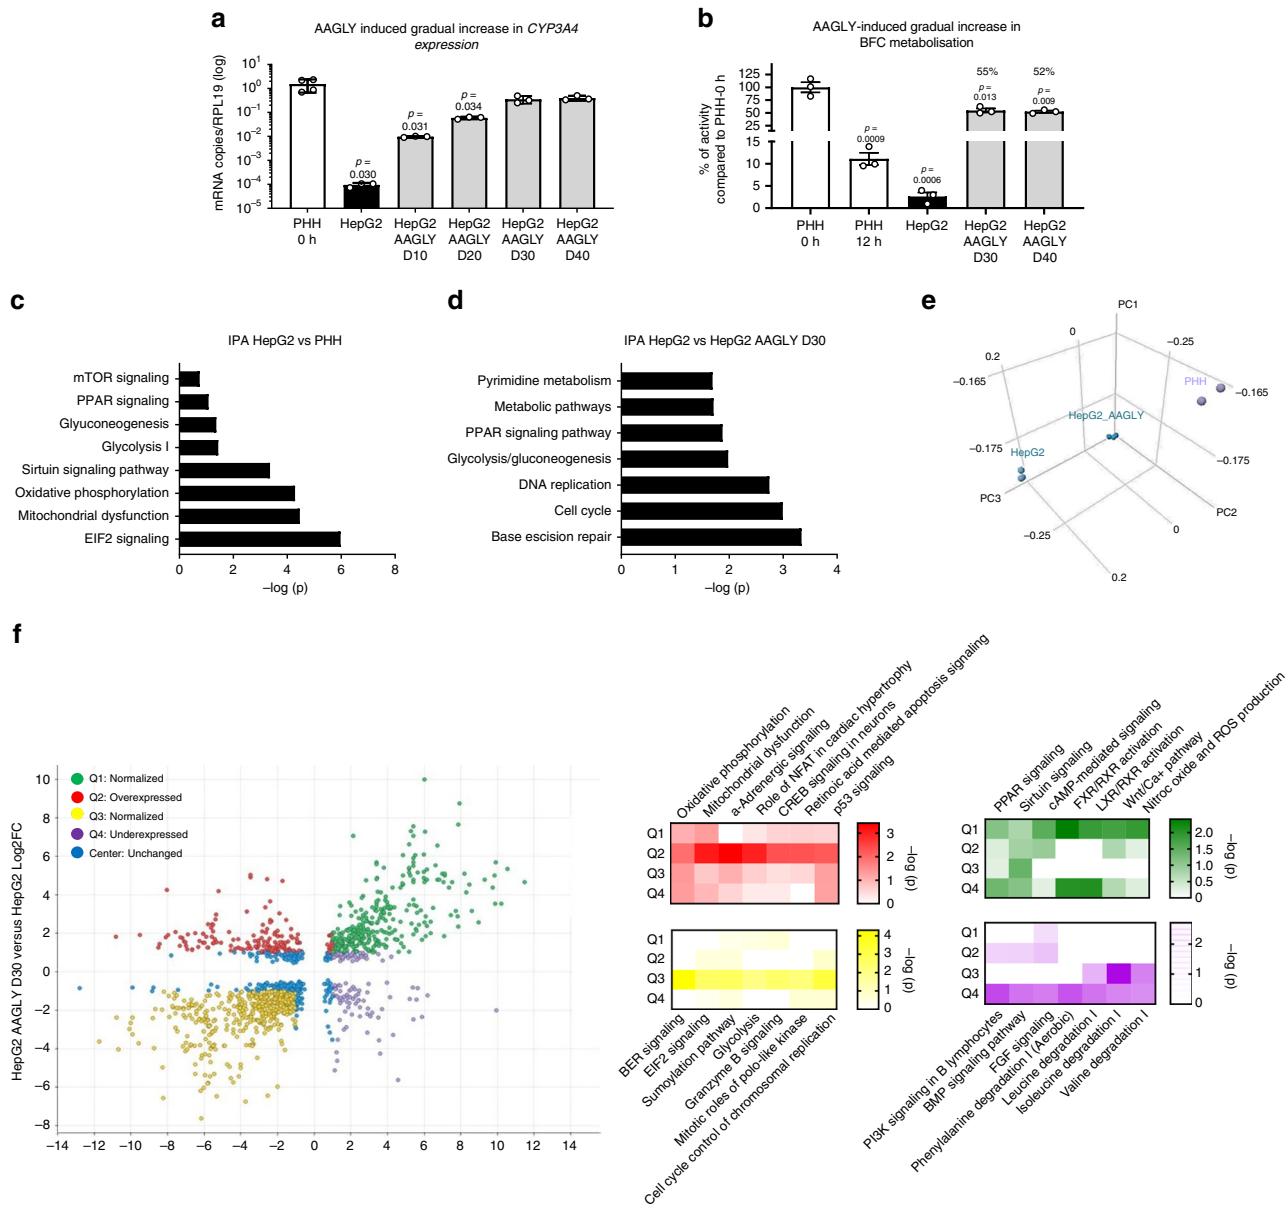 a
AAGLY induced gradual increase in CYP3A4
expression
mRNA copies/RPL19 (log)
10¹
10⁰
10⁻¹
10⁻²
10⁻³
10⁻⁴
10⁻⁵
p =
0.030
p =
0.031
p =
0.034
PHH
0 h
HepG2
HepG2
AAGLY
D10
HepG2
AAGLY
D20
HepG2
AAGLY
D30
HepG2
AAGLY
D40
b
AAGLY-induced gradual increase in
BFC metabolisation
% of activity
compared to PHH-0 h
125
100
75
50
25
15
10
5
0
p =
0.0009
p =
0.0006
55%
p =
0.013
52%
p =
0.009
PHH
0 h
PHH
12 h
HepG2
HepG2
AAGLY
D30
HepG2
AAGLY
D40
c
IPA HepG2 vs PHH
mTOR signaling
PPAR signaling
Glyuconeogenesis
Glycolysis I
Sirtuin signaling pathway
Oxidative phosphorylation
Mitochondrial dysfunction
EIF2 signaling
0 2 4 6 8
–log (p)
d
IPA HepG2 vs HepG2 AAGLY D30
Pyrimidine metabolism
Metabolic pathways
PPAR signaling pathway
Glycolysis/gluconeogenesis
DNA replication
Cell cycle
Base escision repair
0 1 2 3 4
–log (p)
e
PC1
0
–0.25
0.2
–0.165
PHH
–0.165
HepG2_AAGLY
–0.175
HepG2
–0.175
PC3
PC2
–0.25
0
0.2
f
HepG2 AAGLY D30 versus HepG2 Log2FC
10
8
6
4
2
0
–2
–4
–6
–8
Q1: Normalized
Q2: Overexpressed
Q3: Normalized
Q4: Underexpressed
Center: Unchanged
–14 –12 –10 –8 –6 –4 –2 0 2 4 6 8 10 12 14
Oxidative phosphorylation
Mitochondrial dysfunction
a-Adrenergic signaling
Role of NFAT in cardiac hypertrophy
CREB signaling in neurons
Retinoic acid mediated apoptosis signaling
p53 signaling
Q1
Q2
Q3
Q4
3
2
1
0
–log (p)
PPAR signaling
Sirtuin signaling
cAMP-mediated signaling
FXR/RXR activation
LXR/RXR activation
Wnt/Ca+ pathway
Nitroc oxide and ROS production
Q1
Q2
Q3
Q4
2.0
1.5
1.0
0.5
0
–log (p)
Q1
Q2
Q3
Q4
4
3
2
1
0
–log (p)
BER signaling
EIF2 signaling
Sumoylation pathway
Glycolysis
Granzyme B signaling
Mitotic roles of polo-like kinase
Cell cycle control of chromosomal replication
Q1
Q2
Q3
Q4
2
1
0
–log (p)
PI3K signaling in B lymphocytes
BMP signaling pathway
FGF signaling
Phenylalanine degradation I (Aerobic)
Leucine degradation I
Isoleucine degradation I
Valine degradation I